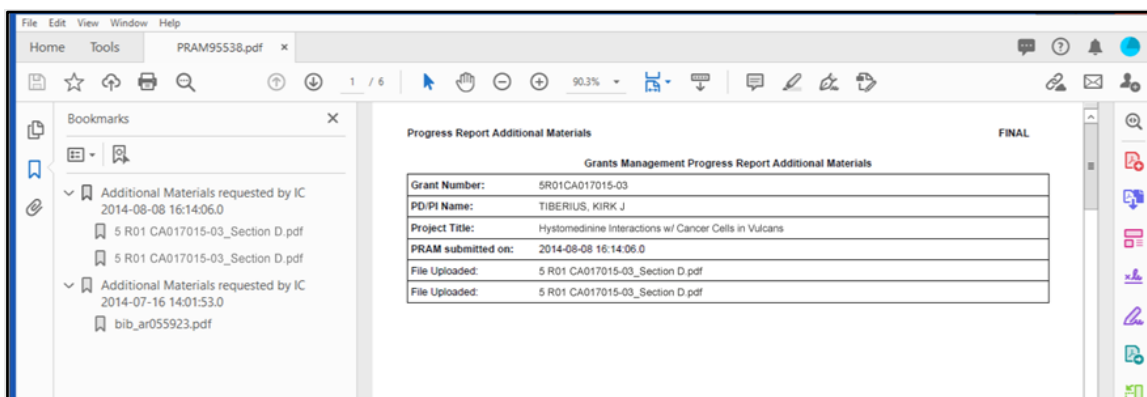 File Edit View Window Help
Home Tools PRAM95538.pdf ×
1 / 6 90.3%
Bookmarks ×
Additional Materials requested by IC
2014-08-08 16:14:06.0
5 R01 CA017015-03_Section D.pdf
5 R01 CA017015-03_Section D.pdf
Additional Materials requested by IC
2014-07-16 14:01:53.0
bib_ar055923.pdf
Progress Report Additional Materials FINAL
Grants Management Progress Report Additional Materials
Grant Number: 5R01CA017015-03
PD/PI Name: TIBERIUS, KIRK J
Project Title: Hystomedinine Interactions w/ Cancer Cells in Vulcans
PRAM submitted on: 2014-08-08 16:14:06.0
File Uploaded: 5 R01 CA017015-03_Section D.pdf
File Uploaded: 5 R01 CA017015-03_Section D.pdf